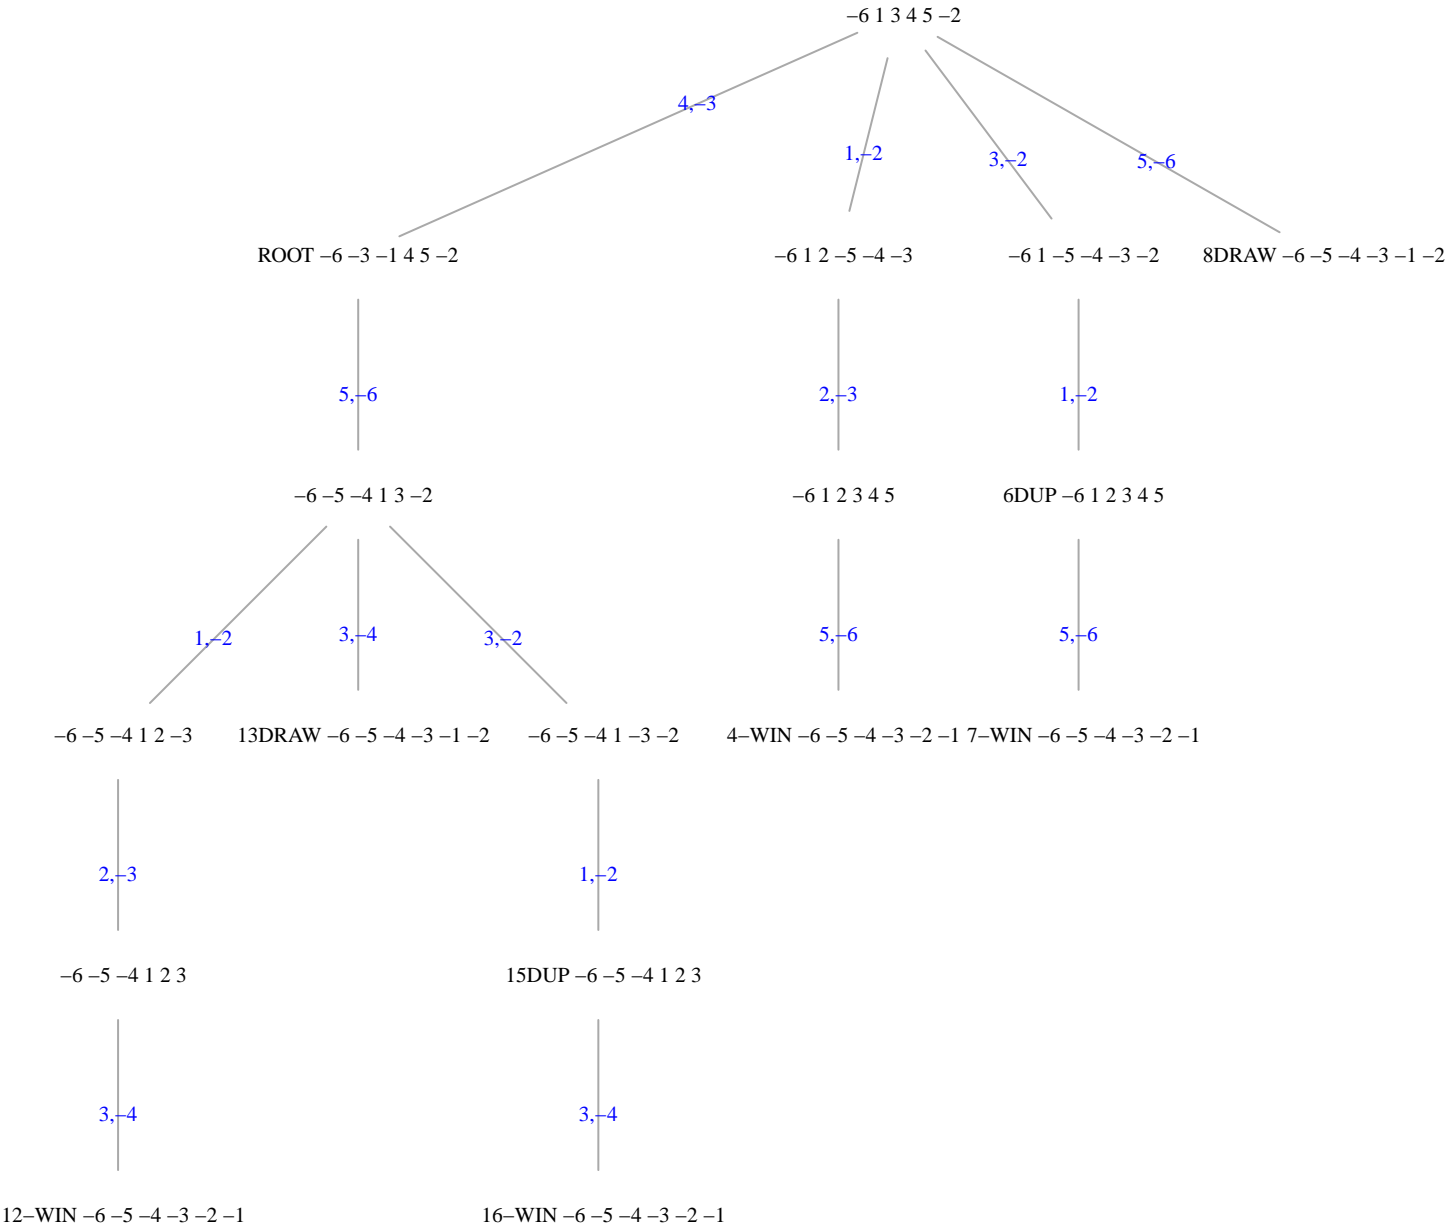 −6 1 3 4 5 −2
4,−3
1,−2
3,−2
5,−6
ROOT −6 −3 −1 4 5 −2
−6 1 2 −5 −4 −3
−6 1 −5 −4 −3 −2
8DRAW −6 −5 −4 −3 −1 −2
5,−6
2,−3
1,−2
−6 −5 −4 1 3 −2
−6 1 2 3 4 5
6DUP −6 1 2 3 4 5
1,−2
3,−4
3,−2
5,−6
5,−6
−6 −5 −4 1 2 −3
13DRAW −6 −5 −4 −3 −1 −2
−6 −5 −4 1 −3 −2
4−WIN −6 −5 −4 −3 −2 −1
7−WIN −6 −5 −4 −3 −2 −1
2,−3
1,−2
−6 −5 −4 1 2 3
15DUP −6 −5 −4 1 2 3
3,−4
3,−4
12−WIN −6 −5 −4 −3 −2 −1
16−WIN −6 −5 −4 −3 −2 −1